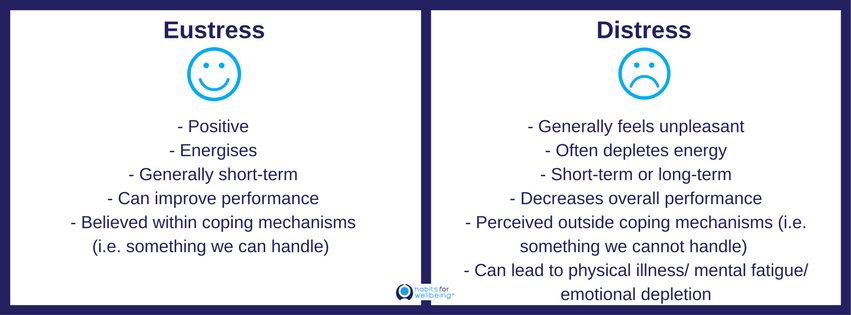 Eustress
- Positive
- Energises
- Generally short-term
- Can improve performance
- Believed within coping mechanisms
(i.e. something we can handle)
Distress
- Generally feels unpleasant
- Often depletes energy
- Short-term or long-term
- Decreases overall performance
- Perceived outside coping mechanisms (i.e.
something we cannot handle)
- Can lead to physical illness/ mental fatigue/
emotional depletion
habits for
wellbeing™